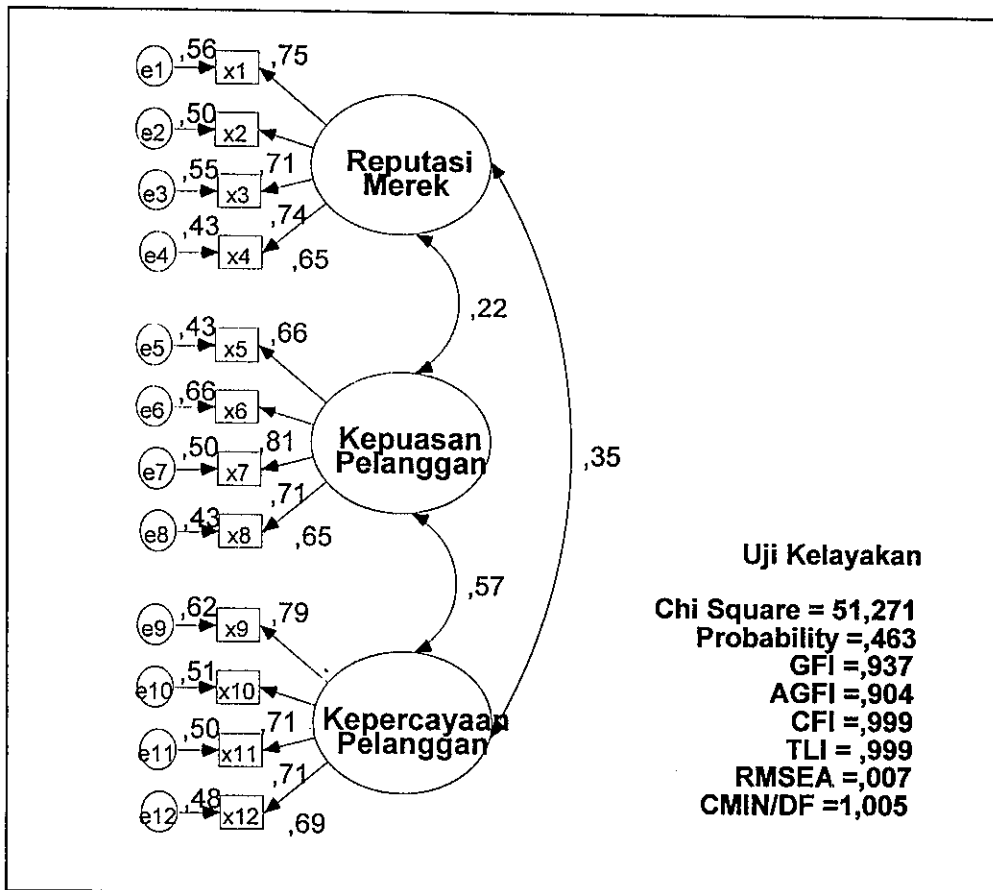 ,56 ,75
e1 x1
,50
e2 x2
,55 ,71
e3 x3
,43 ,74
e4 x4 ,65
Reputasi
Merek
,22
,43 ,66
e5 x5
,66
e6 x6
,50 ,81
e7 x7
,43 ,71
e8 x8 ,65
Kepuasan
Pelanggan
,35
,57
,62 ,79
e9 x9
,51
e10 x10
,50 ,71
e11 x11
,48 ,71
e12 x12 ,69
Kepercayaan
Pelanggan
Uji Kelayakan
Chi Square = 51,271
Probability =,463
GFI =,937
AGFI =,904
CFI =,999
TLI = ,999
RMSEA =,007
CMIN/DF =1,005